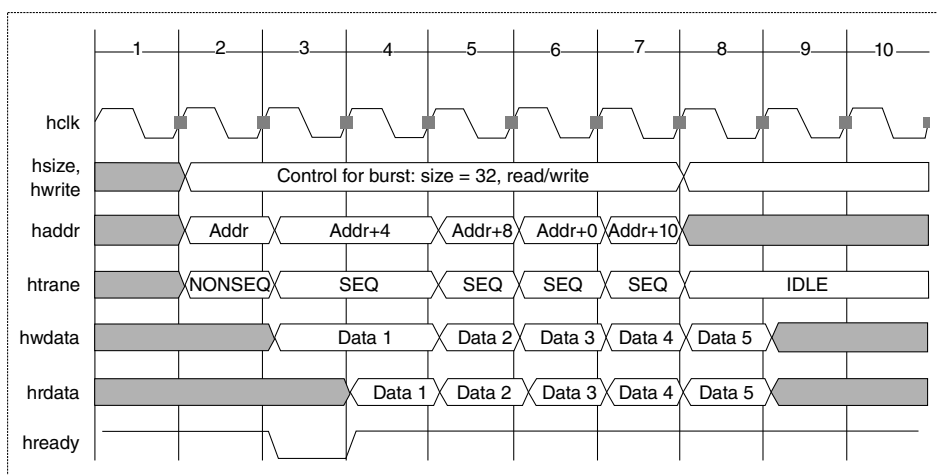 1 2 3 4 5 6 7 8 9 10
hclk
hsize,
hwrite
Control for burst: size = 32, read/write
haddr Addr Addr+4 Addr+8 Addr+0 Addr+10
htrane NONSEQ SEQ SEQ SEQ SEQ IDLE
hwdata Data 1 Data 2 Data 3 Data 4 Data 5
hrdata Data 1 Data 2 Data 3 Data 4 Data 5
hready